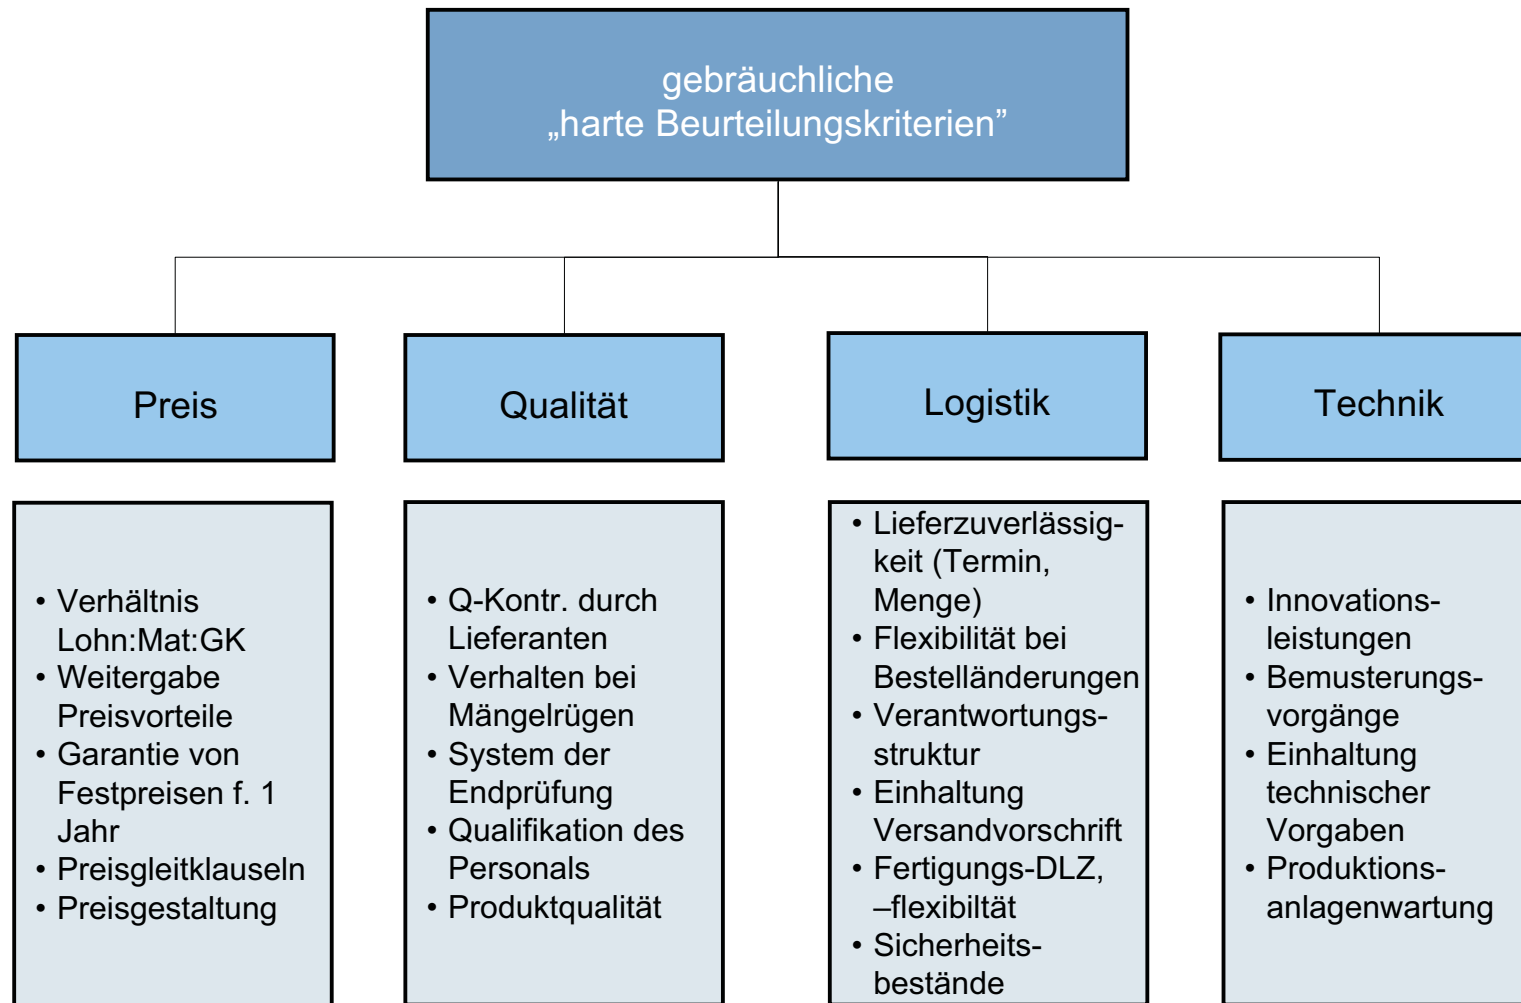 gebräuchliche
„harte Beurteilungskriterien”
Preis
Qualität
Logistik
Technik
• Verhältnis
Lohn:Mat:GK
• Weitergabe
Preisvorteile
• Garantie von
Festpreisen f. 1
Jahr
• Preisgleitklauseln
• Preisgestaltung
• Q-Kontr. durch
Lieferanten
• Verhalten bei
Mängelrügen
• System der
Endprüfung
• Qualifikation des
Personals
• Produktqualität
• Lieferzuverlässig-
keit (Termin,
Menge)
• Flexibilität bei
Bestelländerungen
• Verantwortungs-
struktur
• Einhaltung
Versandvorschrift
• Fertigungs-DLZ,
–flexibiltät
• Sicherheits-
bestände
• Innovations-
leistungen
• Bemusterungs-
vorgänge
• Einhaltung
technischer
Vorgaben
• Produktions-
anlagenwartung